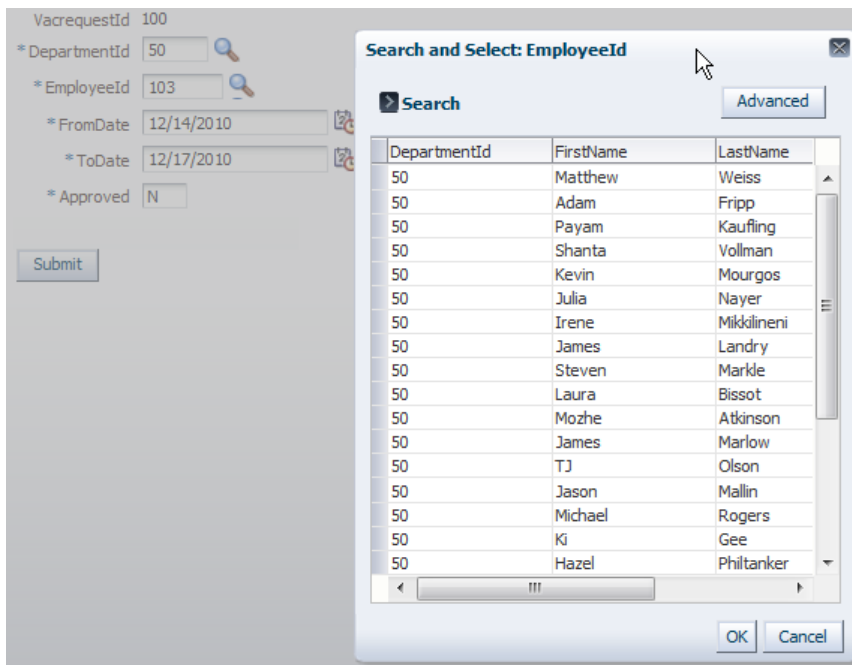 VacrequestId 100
* DepartmentId 50
* EmployeeId 103
* FromDate 12/14/2010
* ToDate 12/17/2010
* Approved N
Submit
Search and Select: EmployeeId
Search
Advanced
DepartmentId FirstName LastName
50 Matthew Weiss
50 Adam Fripp
50 Payam Kaufling
50 Shanta Vollman
50 Kevin Mourgos
50 Julia Nayer
50 Irene Mikkilineni
50 James Landry
50 Steven Markle
50 Laura Bissot
50 Mozhe Atkinson
50 James Marlow
50 TJ Olson
50 Jason Mallin
50 Michael Rogers
50 Ki Gee
50 Hazel Philtanker
OK Cancel